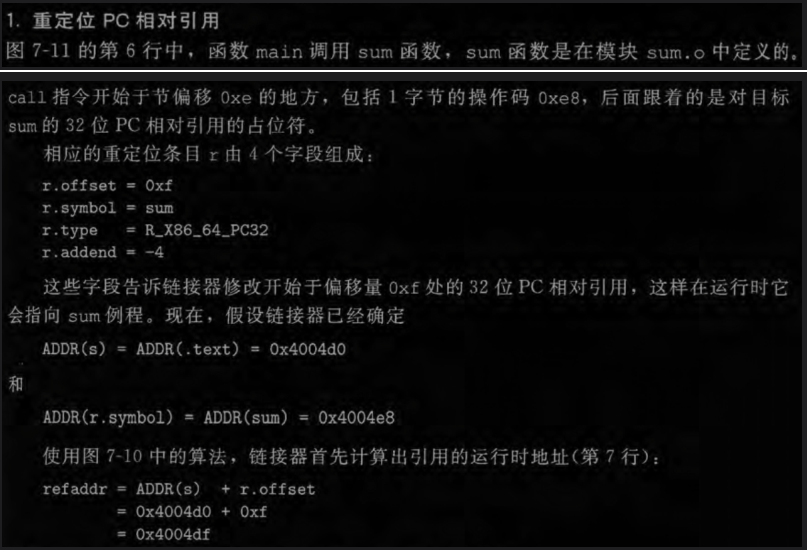 1. 重定位 PC 相对引用
图 7-11 的第 6 行中，函数 main 调用 sum 函数，sum 函数是在模块 sum.o 中定义的。
call 指令开始于节偏移 0xe 的地方，包括 1 字节的操作码 0xe8，后面跟着的是对目标
sum 的 32 位 PC 相对引用的占位符。
相应的重定位条目 r 由 4 个字段组成：
r.offset = 0xf
r.symbol = sum
r.type   = R_X86_64_PC32
r.addend = -4
这些字段告诉链接器修改开始于偏移量 0xf 处的 32 位 PC 相对引用，这样在运行时它
会指向 sum 例程。现在，假设链接器已经确定
ADDR(s) = ADDR(.text) = 0x4004d0
和
ADDR(r.symbol) = ADDR(sum) = 0x4004e8
使用图 7-10 中的算法，链接器首先计算出引用的运行时地址(第 7 行)：
refaddr = ADDR(s)  + r.offset
= 0x4004d0 + 0xf
= 0x4004df